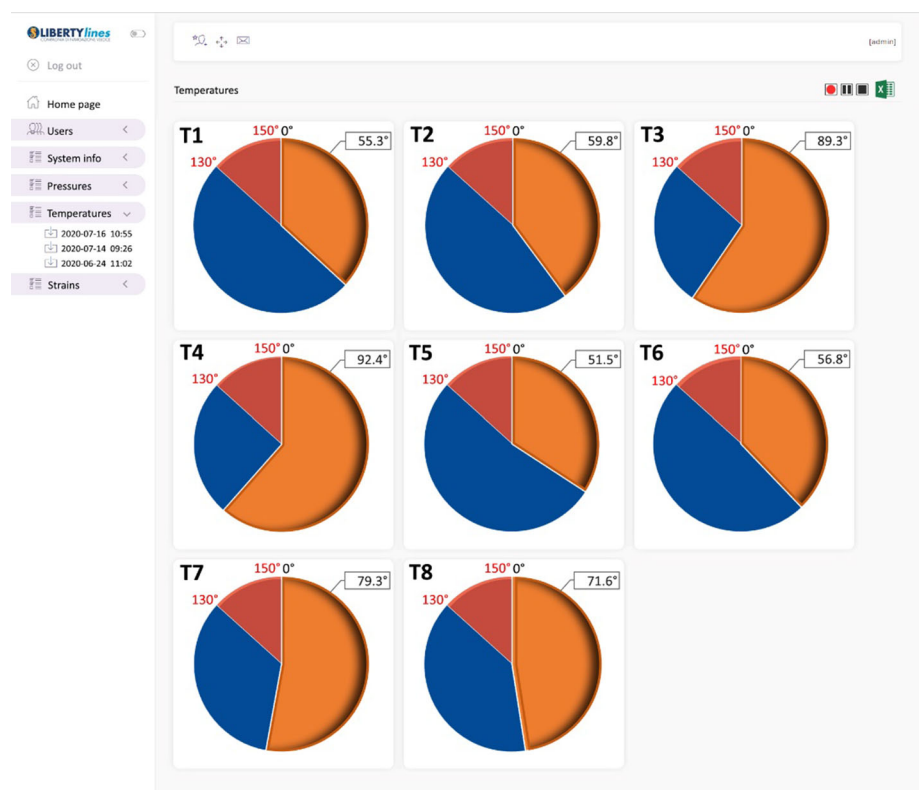 LIBERTYlines
Log out
Home page
Users
System info
Pressures
Temperatures
2020-07-16 10:55
2020-07-14 09:26
2020-06-24 11:02
Strains
[admin]
Temperatures
T1 150° 0° 55.3°
130°
T2 150° 0° 59.8°
130°
T3 150° 0° 89.3°
130°
T4 150° 0° 92.4°
130°
T5 150° 0° 51.5°
130°
T6 150° 0° 56.8°
130°
T7 150° 0° 79.3°
130°
T8 150° 0° 71.6°
130°